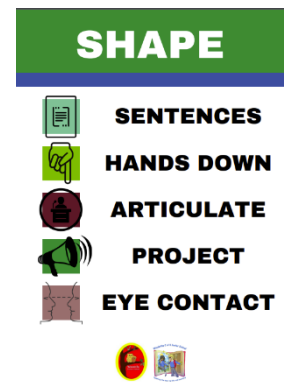 SHAPE
SENTENCES
HANDS DOWN
ARTICULATE
PROJECT
EYE CONTACT